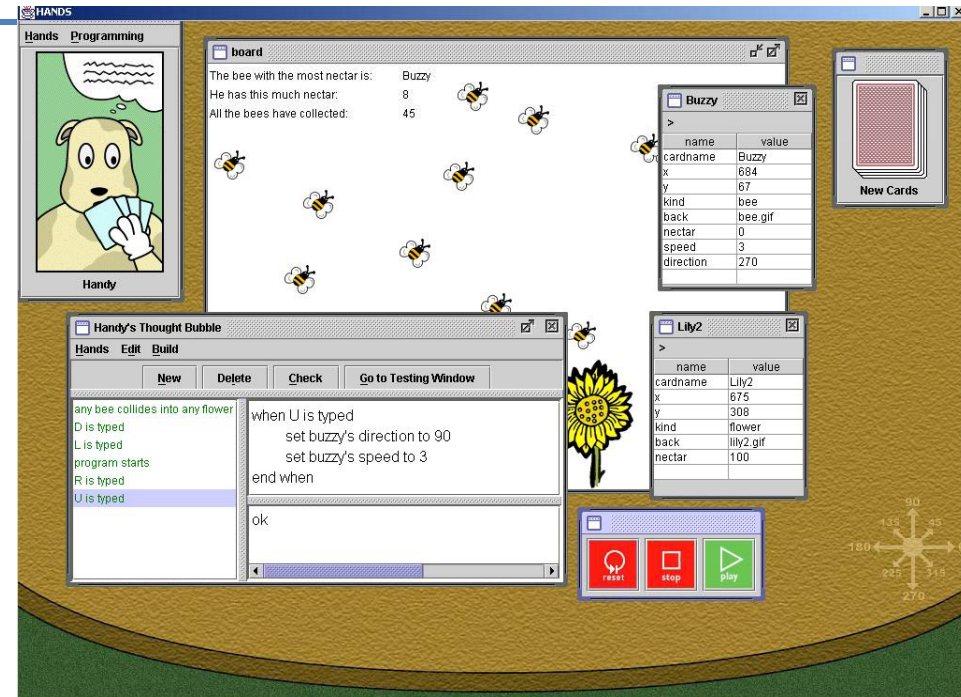 HANDS
Hands Programming
Handy
board
The bee with the most nectar is: Buzzy
He has this much nectar: 8
All the bees have collected: 45
Buzzy
>
name value
cardname Buzzy
x 684
y 67
kind bee
back bee.gif
nectar 0
speed 3
direction 270
New Cards
Handy's Thought Bubble
Hands Edit Build
New Delete Check Go to Testing Window
any bee collides into any flower
D is typed
L is typed
program starts
R is typed
U is typed
when U is typed
set buzzy's direction to 90
set buzzy's speed to 3
end when
ok
Lily2
>
name value
cardname Lily2
x 675
y 308
kind flower
back lily2.gif
nectar 100
reset stop play
90
135 45
180
225 315
270